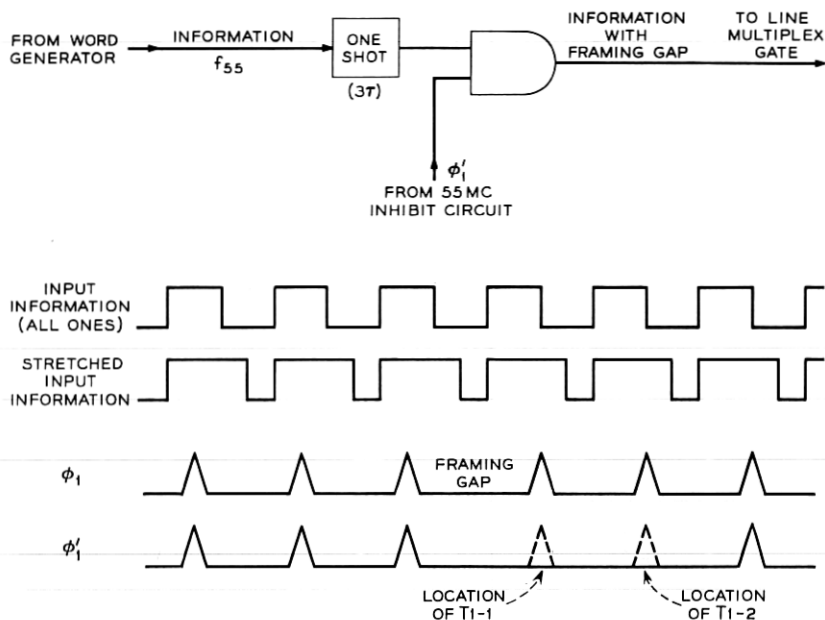 FROM WORD
GENERATOR
INFORMATION
f55
ONE
SHOT
(3τ)
INFORMATION
WITH
FRAMING GAP
TO LINE
MULTIPLEX
GATE
ϕ′1
FROM 55MC
INHIBIT CIRCUIT
INPUT
INFORMATION
(ALL ONES)
STRETCHED
INPUT
INFORMATION
ϕ1
FRAMING
GAP
ϕ′1
LOCATION
OF T1-1
LOCATION
OF T1-2